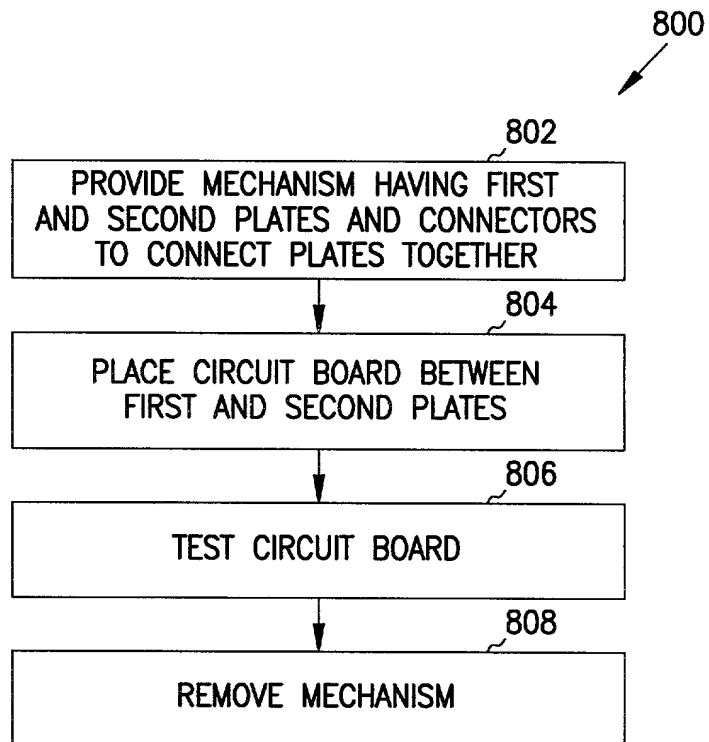 800
802
PROVIDE MECHANISM HAVING FIRST
AND SECOND PLATES AND CONNECTORS
TO CONNECT PLATES TOGETHER
804
PLACE CIRCUIT BOARD BETWEEN
FIRST AND SECOND PLATES
806
TEST CIRCUIT BOARD
808
REMOVE MECHANISM